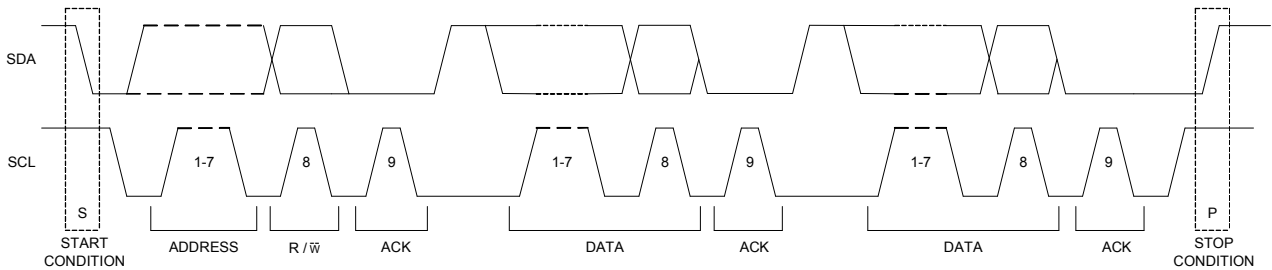 SDA
SCL
1-7
8
9
1-7
8
9
1-7
8
9
S
P
START
CONDITION
ADDRESS
R / W̅
ACK
DATA
ACK
DATA
ACK
STOP
CONDITION